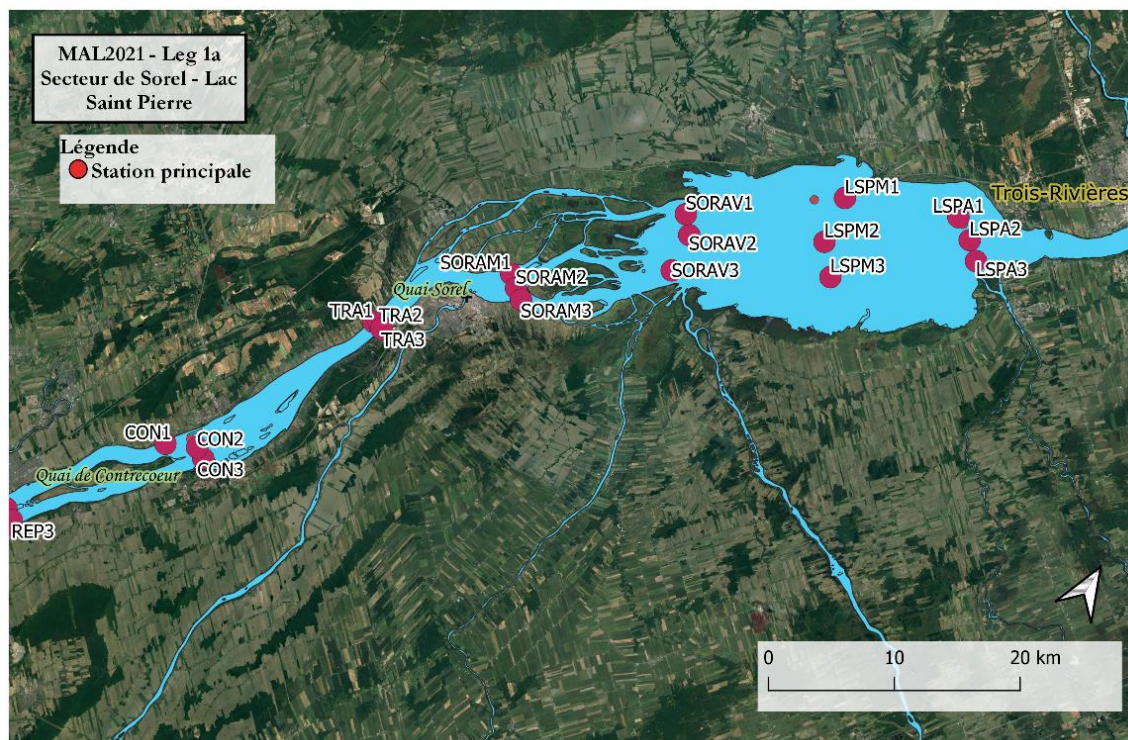 MAL2021 - Leg 1a
Secteur de Sorel - Lac
Saint Pierre
Légende
Station principale
LSPM1
Trois-Rivières
SORAV1
LSPA1
SORAV2
LSPM2
LSPA2
SORAM1
SORAV3
LSPA3
SORAM2
LSPM3
Quai Sorel
SORAM3
TRA1
TRA2
TRA3
CON1
CON2
CON3
Quai de Contrecoeur
REP3
0 10 20 km